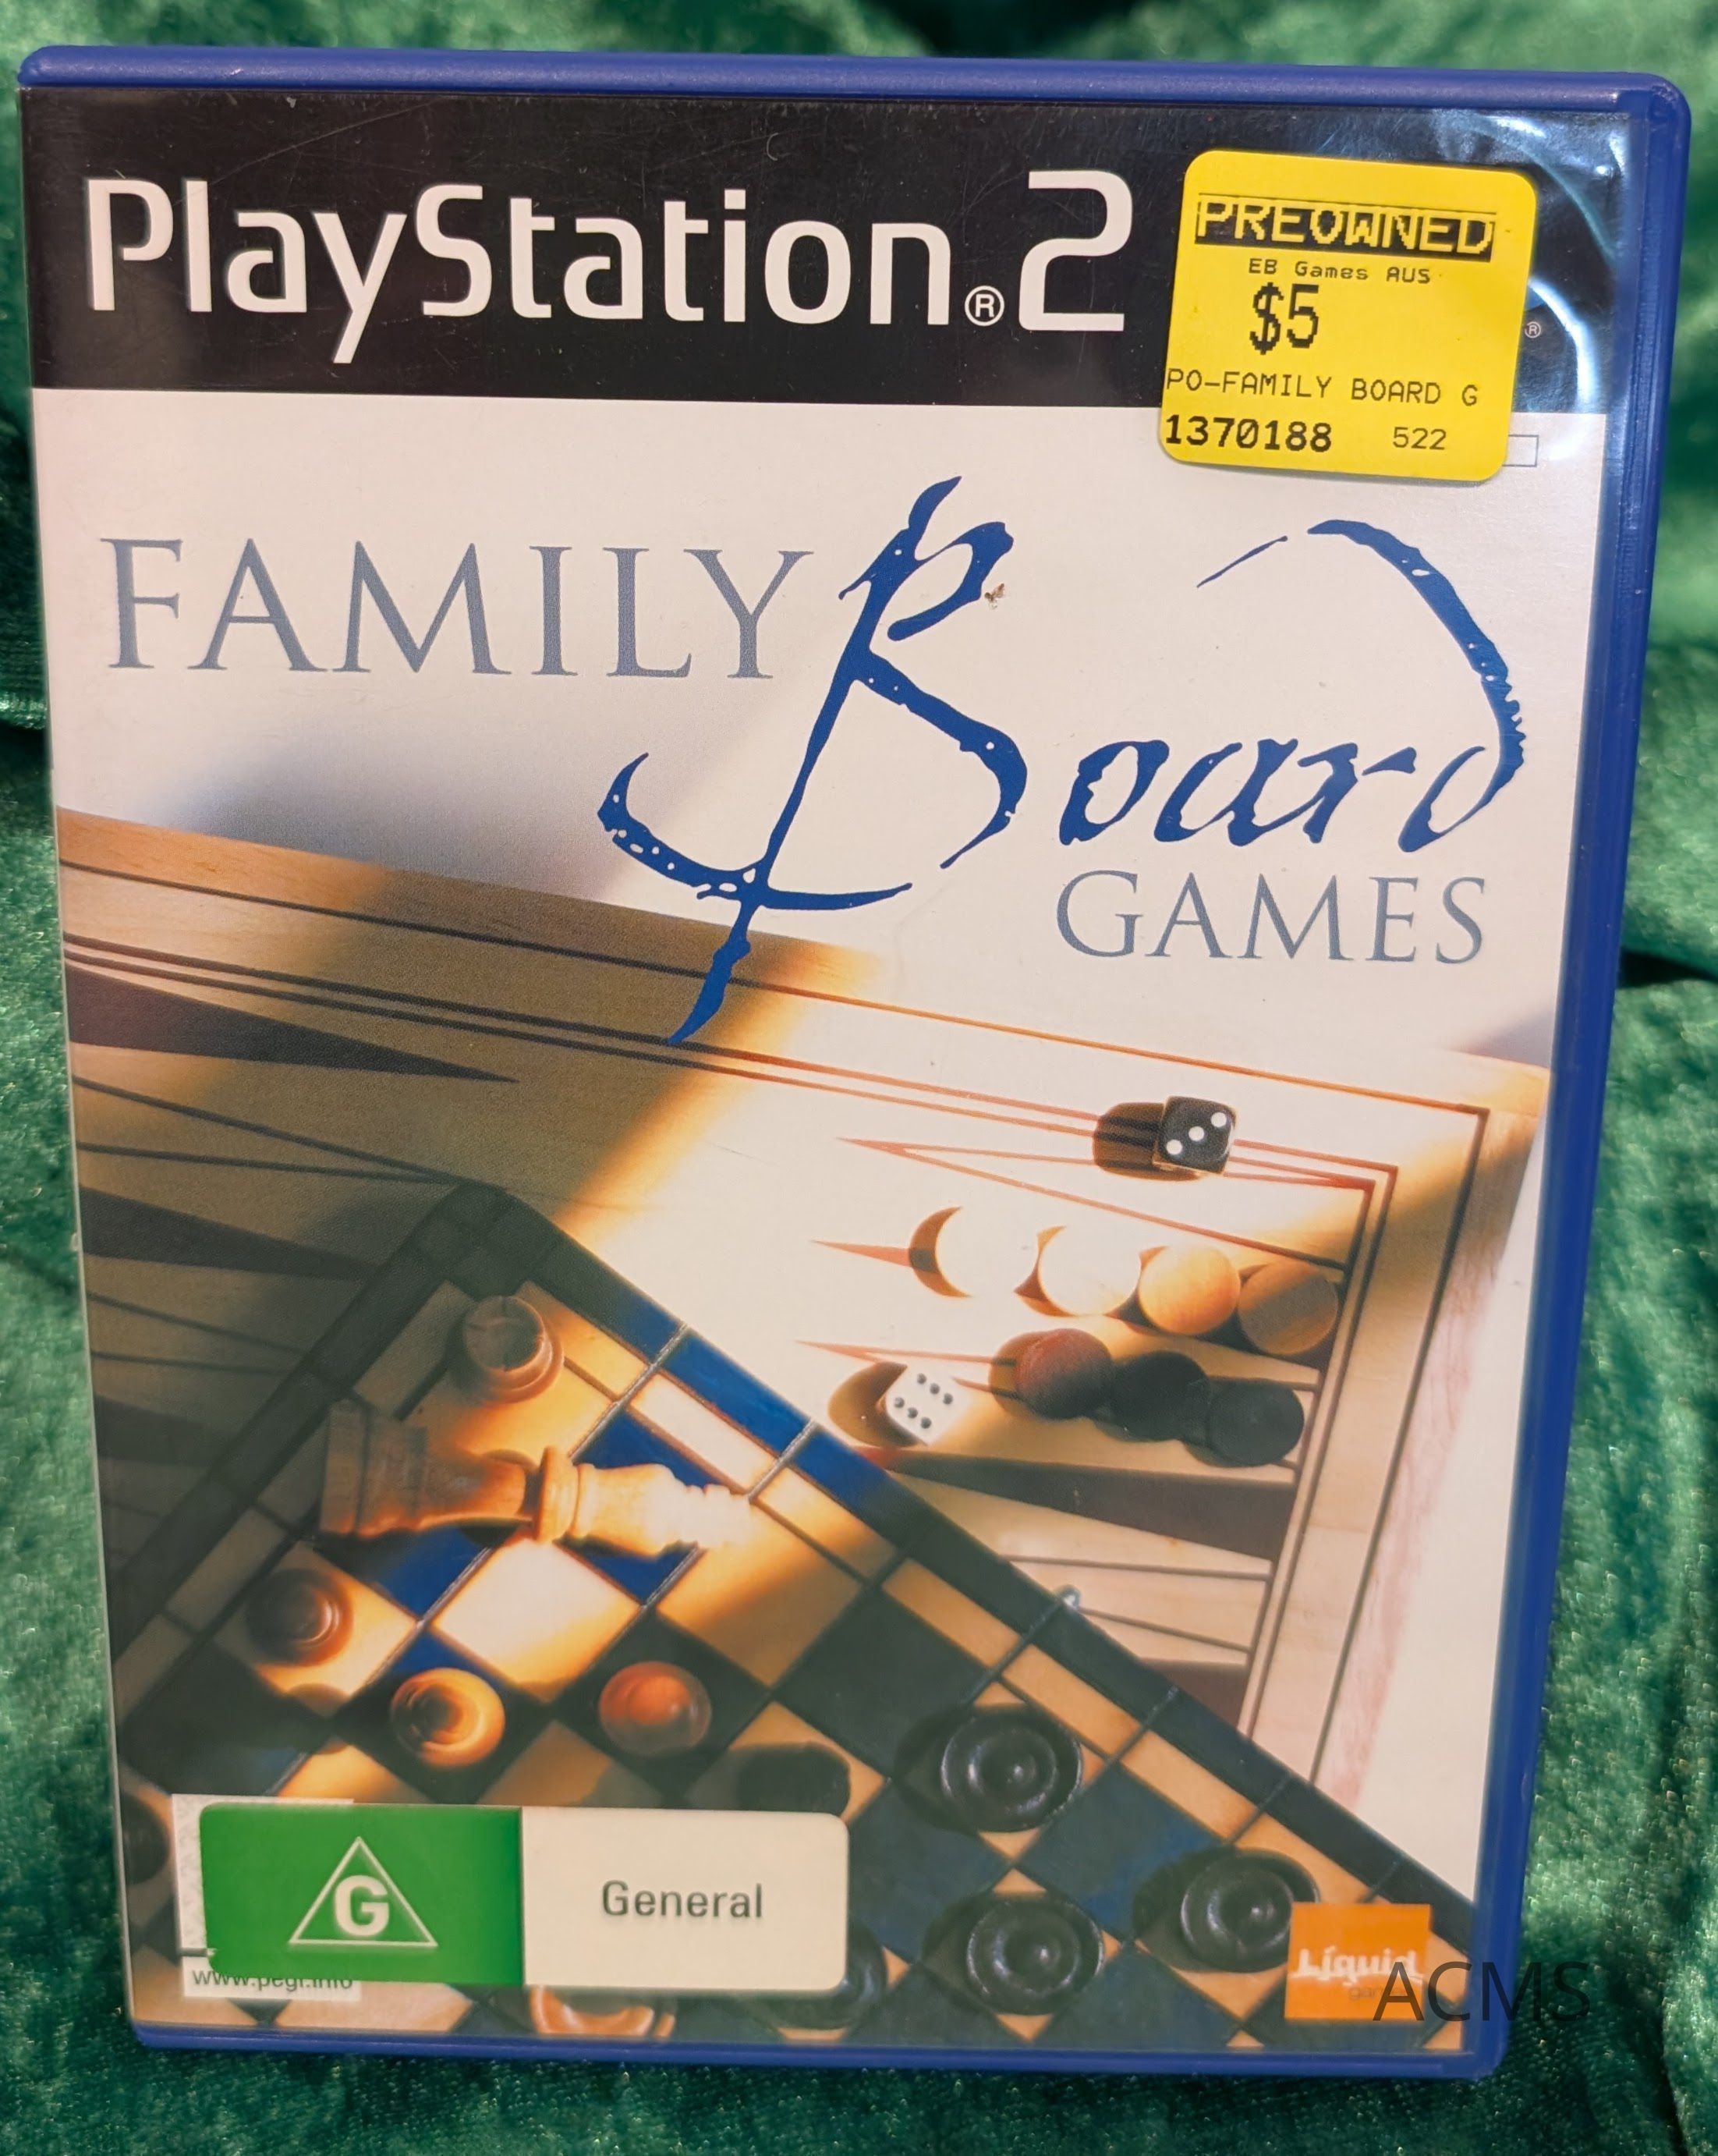 PlayStation®2
PREOWNED
EB Games AUS
$5
PO-FAMILY BOARD G
1370188 522
®
FAMILY
Board
GAMES
G
General
www.pegi.info
Liquid
ACMS